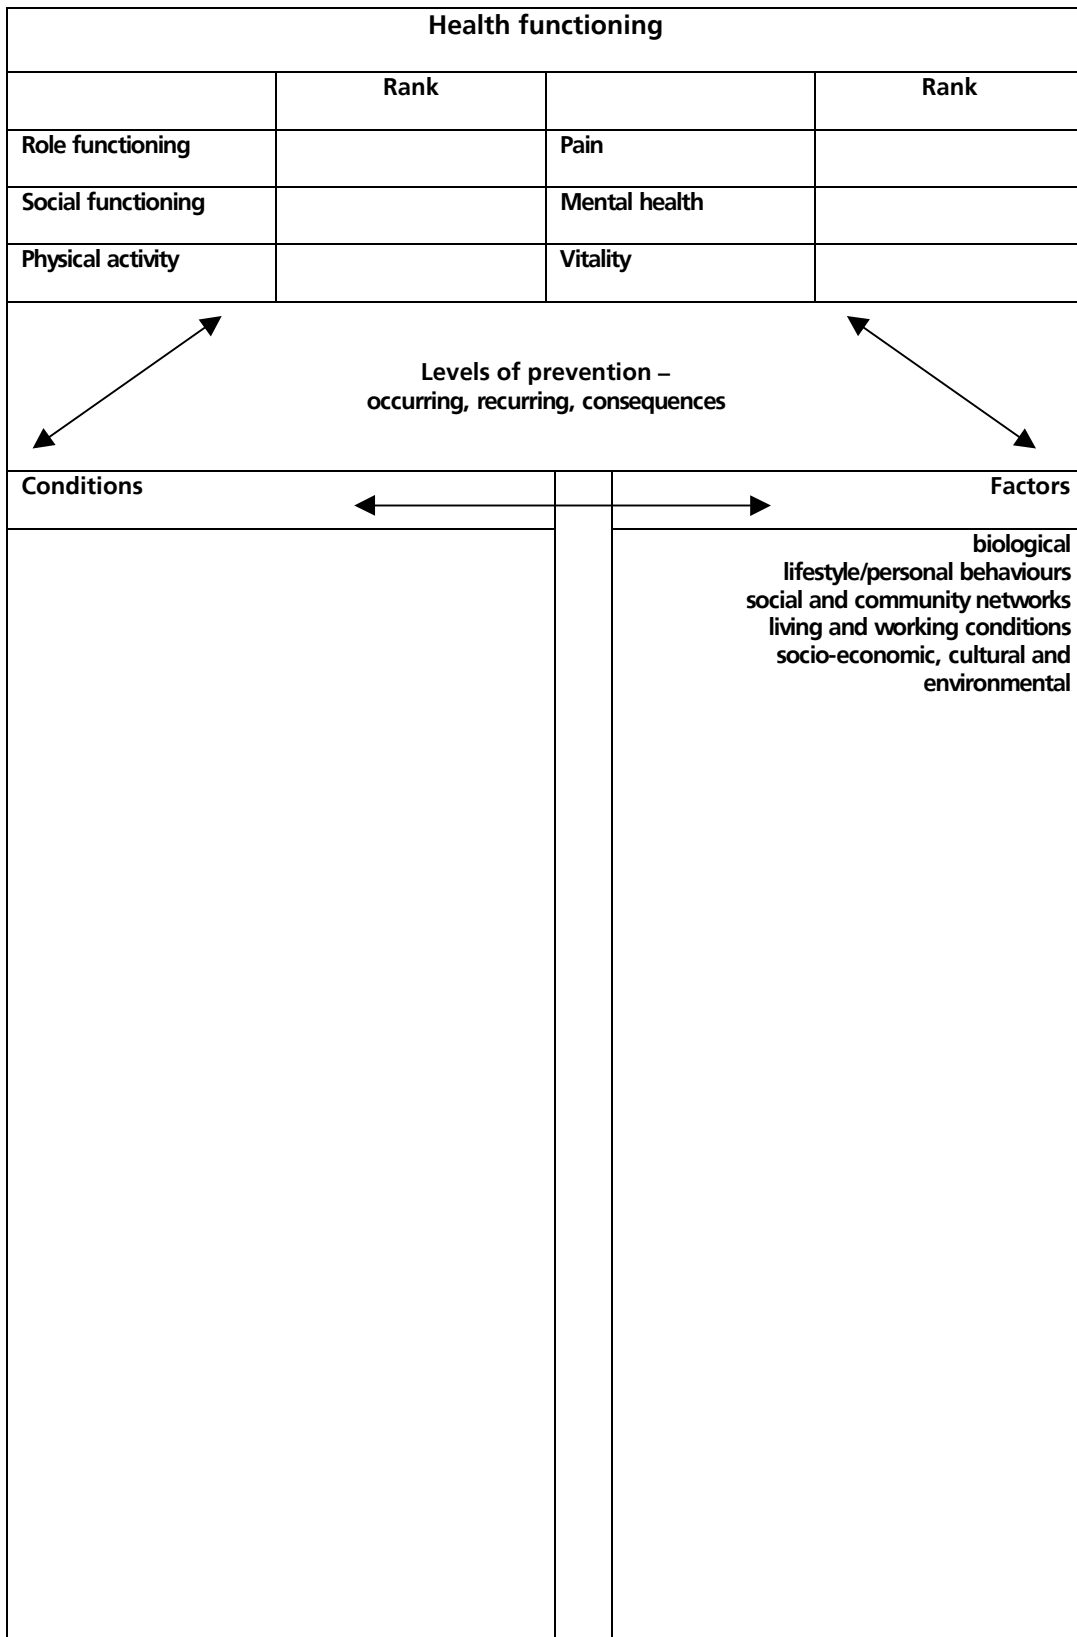 Health functioning
Rank Rank
Role functioning Pain
Social functioning Mental health
Physical activity Vitality
Levels of prevention –
occurring, recurring, consequences
Conditions Factors
biological
lifestyle/personal behaviours
social and community networks
living and working conditions
socio-economic, cultural and
environmental